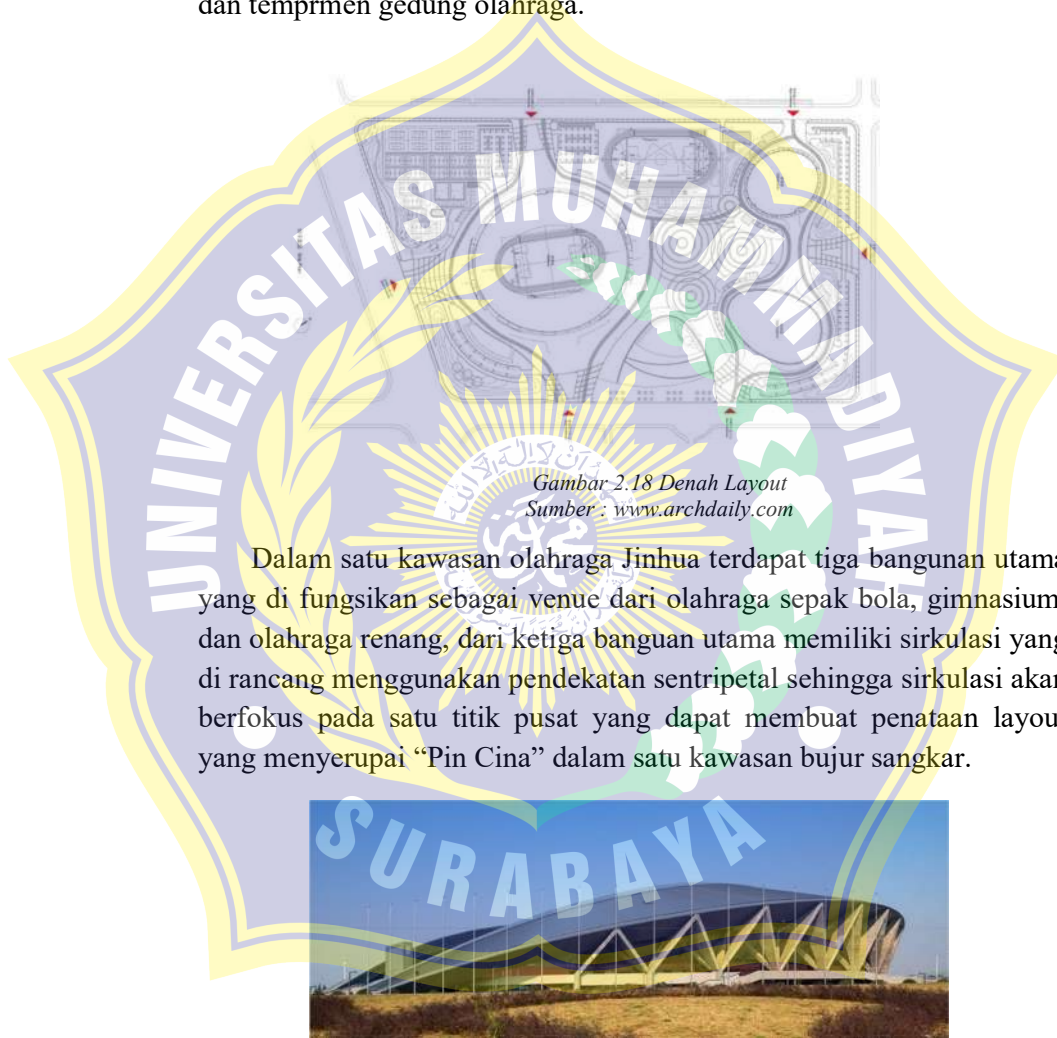 dan temprmen gedung olahraga.
UNIVERSITAS MUHAMMADIYAH
Gambar 2.18 Denah Layout
Sumber : www.archdaily.com
Dalam satu kawasan olahraga Jinhua terdapat tiga bangunan utama
yang di fungsikan sebagai venue dari olahraga sepak bola, gimnasium
dan olahraga renang, dari ketiga banguan utama memiliki sirkulasi yang
di rancang menggunakan pendekatan sentripetal sehingga sirkulasi akan
berfokus pada satu titik pusat yang dapat membuat penataan layou
yang menyerupai “Pin Cina” dalam satu kawasan bujur sangkar.
SURABAYA